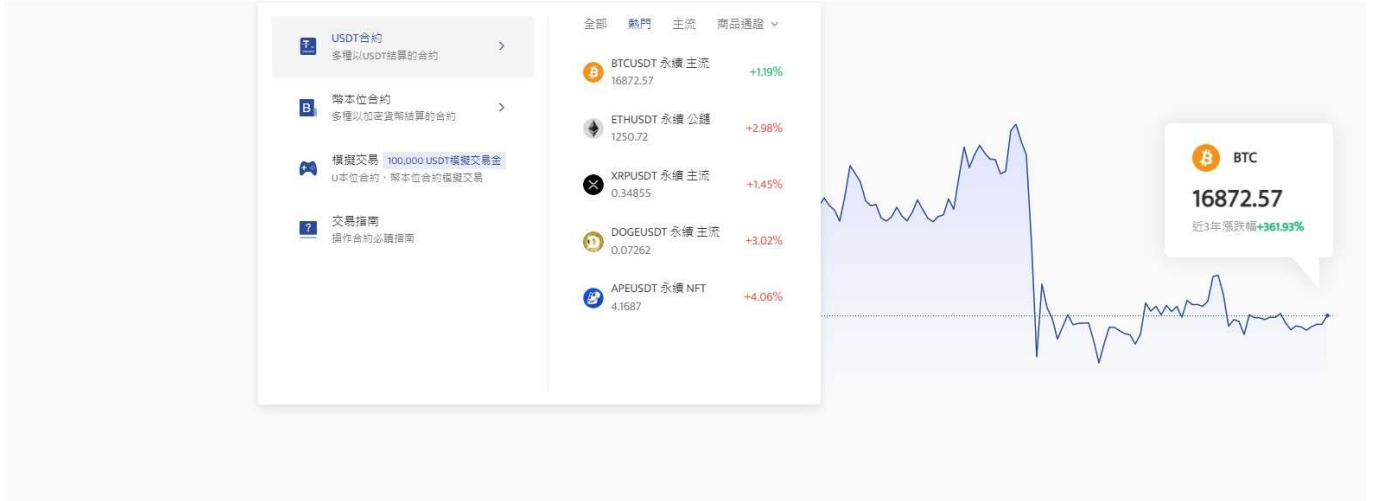 USDT合約
多種以USDT結算的合約
幣本位合約
多種以加密貨幣結算的合約
模擬交易 100,000 USDT模擬交易金
U本位合約、幣本位合約模擬交易
交易指南
操作合約必讀指南
全部 熱門 主流 商品通證
BTCUSDT 永續 主流
16872.57
+1.19%
ETHUSDT 永續 公鏈
1250.72
+2.98%
XRPUSDT 永續 主流
0.34855
+1.45%
DOGEUSDT 永續 主流
0.07262
+3.02%
APEUSDT 永續 NFT
4.1687
+4.06%
BTC
16872.57
近3年漲跌幅+361.93%